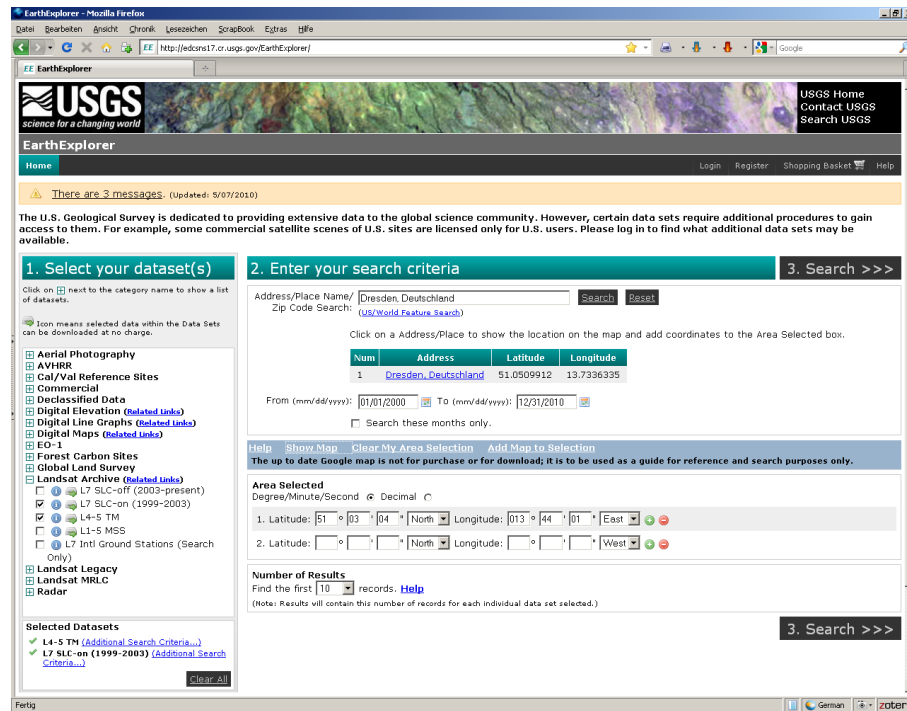 EarthExplorer - Mozilla Firefox
Datei Bearbeiten Ansicht Chronik Lesezeichen ScrapBook Extras Hilfe
EE http://edcsns17.cr.usgs.gov/EarthExplorer/
Google
EE EarthExplorer
USGS
science for a changing world
USGS Home
Contact USGS
Search USGS
EarthExplorer
Home
Login Register Shopping Basket Help
There are 3 messages. (Updated: 5/07/2010)
The U.S. Geological Survey is dedicated to providing extensive data to the global science community. However, certain data sets require additional procedures to gain
access to them. For example, some commercial satellite scenes of U.S. sites are licensed only for U.S. users. Please log in to find what additional data sets may be
available.
1. Select your dataset(s)
Click on + next to the category name to show a list
of datasets.
Icon means selected data within the Data Sets
can be downloaded at no charge.
Aerial Photography
AVHRR
Cal/Val Reference Sites
Commercial
Declassified Data
Digital Elevation (Related Links)
Digital Line Graphs (Related Links)
Digital Maps (Related Links)
EO-1
Forest Carbon Sites
Global Land Survey
Landsat Archive (Related Links)
L7 SLC-off (2003-present)
L7 SLC-on (1999-2003)
L4-5 TM
L1-5 MSS
L7 Intl Ground Stations (Search
Only)
Landsat Legacy
Landsat MRLC
Radar
Selected Datasets
L4-5 TM (Additional Search Criteria...)
L7 SLC-on (1999-2003) (Additional Search
Criteria...)
Clear All
2. Enter your search criteria
3. Search >>>
Address/Place Name/ Dresden, Deutschland Search Reset
Zip Code Search: (US/World Feature Search)
Click on a Address/Place to show the location on the map and add coordinates to the Area Selected box.
Num Address Latitude Longitude
1 Dresden, Deutschland 51.0509912 13.7336335
From (mm/dd/yyyy): 01/01/2000 To (mm/dd/yyyy): 12/31/2010
Search these months only.
Help Show Map Clear My Area Selection Add Map to Selection
The up to date Google map is not for purchase or for download; it is to be used as a guide for reference and search purposes only.
Area Selected
Degree/Minute/Second Decimal
1. Latitude: 51 ° 03 ' 04 " North Longitude: 013 ° 44 ' 01 " East
2. Latitude: ° ' " North Longitude: ° ' " West
Number of Results
Find the first 10 records. Help
(Note: Results will contain this number of records for each individual data set selected.)
3. Search >>>
Fertig
German
zoter